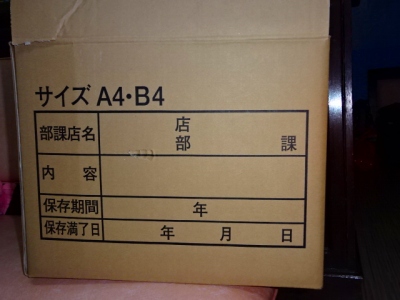 サイズ A4・B4
部課店名 店
部 課
内 容
保存期間 年
保存満了日 年 月 日